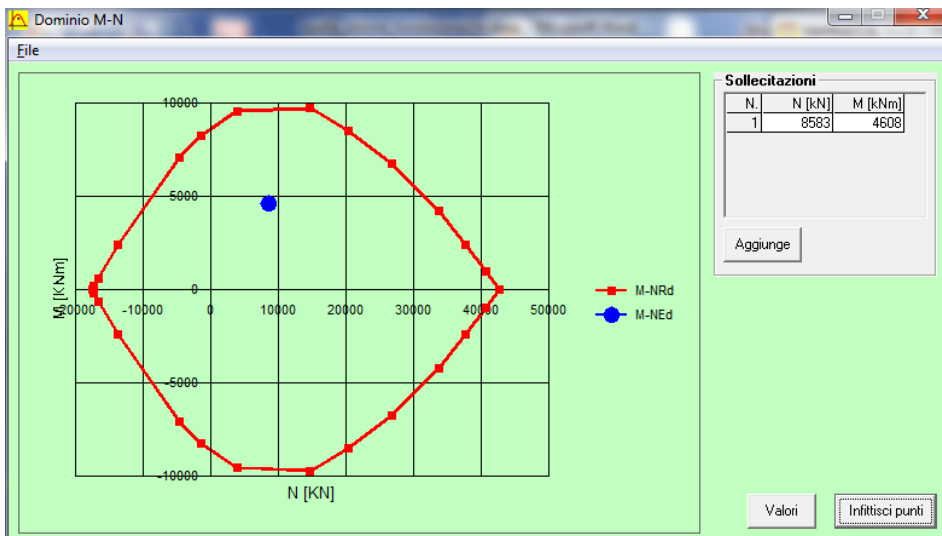 Dominio M-N
File
10000
5000
0
-20000 -10000 0 10000 20000 30000 40000 50000
-5000
-10000
M [KNm]
N [KN]
M-NRd
M-NEd
Sollecitazioni
N. N [kN] M [kNm]
1 8583 4608
Aggiunge
Valori
Infittisci punti